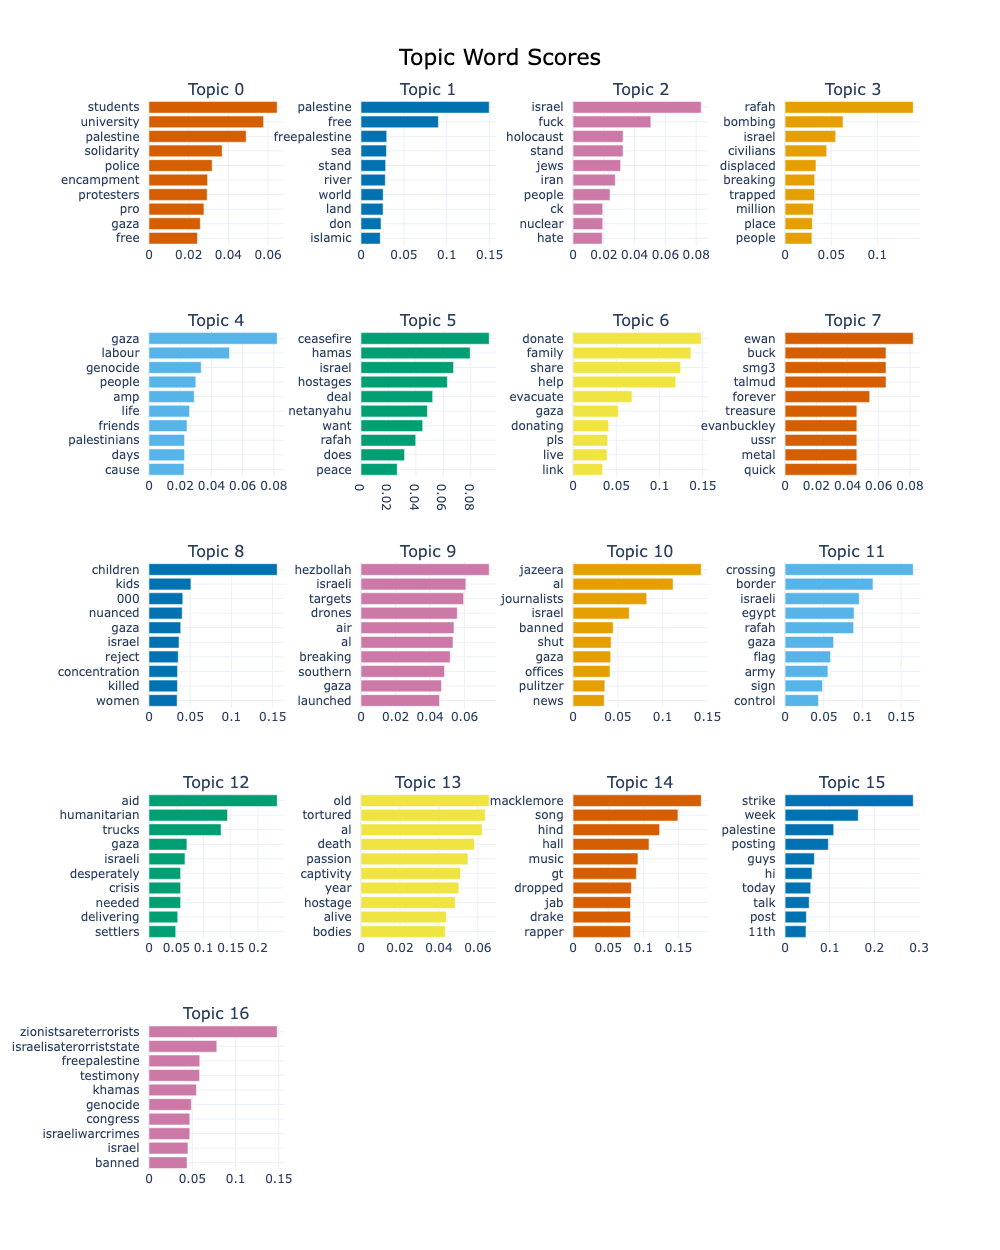 Topic Word Scores
Topic 0
students
university
palestine
solidarity
police
encampment
protesters
pro
gaza
free
0 0.02 0.04 0.06
Topic 1
palestine
free
freepalestine
sea
stand
river
world
land
don
islamic
0 0.05 0.1 0.15
Topic 2
israel
fuck
holocaust
stand
jews
iran
people
ck
nuclear
hate
0 0.02 0.04 0.06 0.08
Topic 3
rafah
bombing
israel
civilians
displaced
breaking
trapped
million
place
people
0 0.05 0.1
Topic 4
gaza
labour
genocide
people
amp
life
friends
palestinians
days
cause
0 0.02 0.04 0.06 0.08
Topic 5
ceasefire
hamas
israel
hostages
deal
netanyahu
want
rafah
does
peace
0 0.02 0.04 0.06 0.08
Topic 6
donate
family
share
help
evacuate
gaza
donating
pls
live
link
0 0.05 0.1 0.15
Topic 7
ewan
buck
smg3
talmud
forever
treasure
evanbuckley
ussr
metal
quick
0 0.02 0.04 0.06 0.08
Topic 8
children
kids
000
nuanced
gaza
israel
reject
concentration
killed
women
0 0.05 0.1 0.15
Topic 9
hezbollah
israeli
targets
drones
air
al
breaking
southern
gaza
launched
0 0.02 0.04 0.06
Topic 10
jazeera
al
journalists
israel
banned
shut
gaza
offices
pulitzer
news
0 0.05 0.1 0.15
Topic 11
crossing
border
israeli
egypt
rafah
gaza
flag
army
sign
control
0 0.05 0.1 0.15
Topic 12
aid
humanitarian
trucks
gaza
israeli
desperately
crisis
needed
delivering
settlers
0 0.05 0.1 0.15 0.2
Topic 13
old
tortured
al
death
passion
captivity
year
hostage
alive
bodies
0 0.02 0.04 0.06
Topic 14
macklemore
song
hind
hall
music
gt
dropped
jab
drake
rapper
0 0.05 0.1 0.15
Topic 15
strike
week
palestine
posting
guys
hi
today
talk
post
11th
0 0.1 0.2 0.3
Topic 16
zionistsareterrorists
israelisaterorriststate
freepalestine
testimony
khamas
genocide
congress
israeliwarcrimes
israel
banned
0 0.05 0.1 0.15